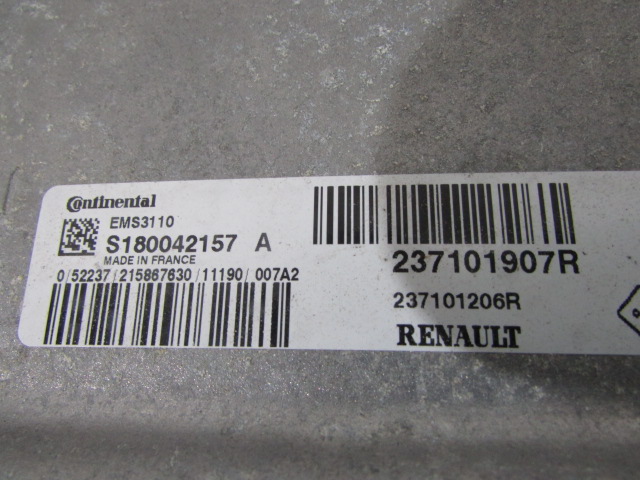 Continental
EMS3110
S180042157 A
MADE IN FRANCE
0/52237/215867630/11190/007A2
237101907R
237101206R
RENAULT